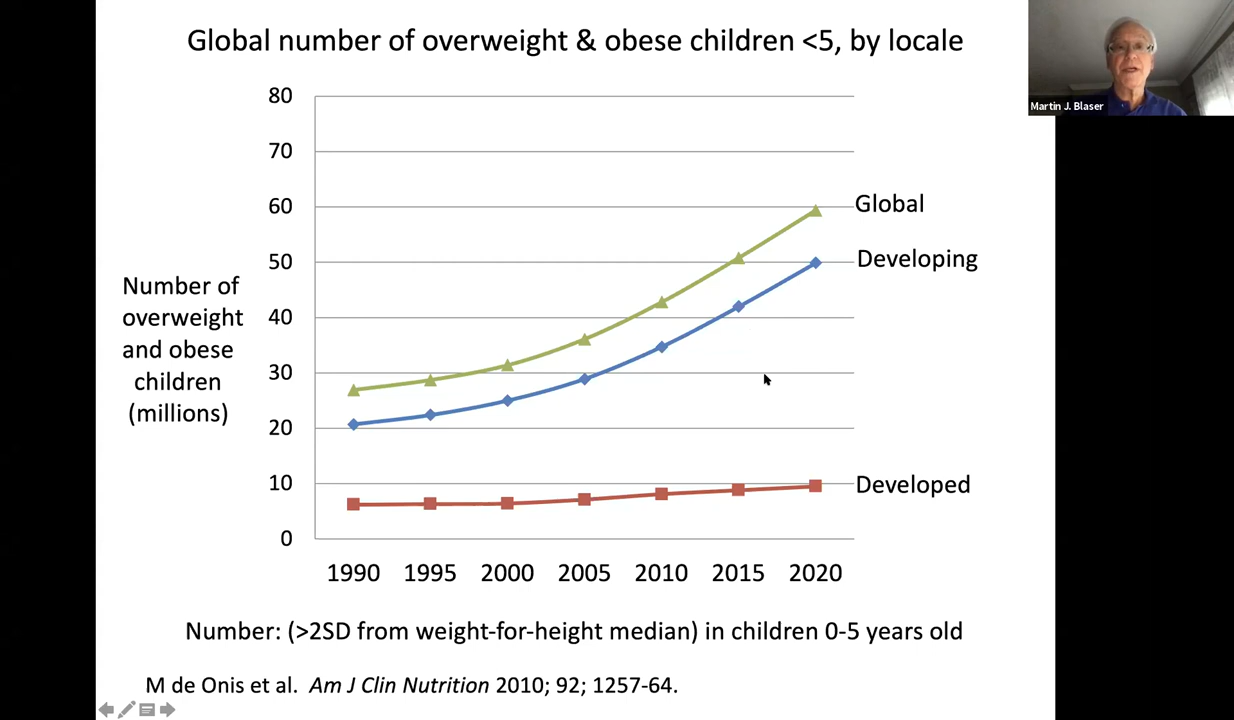 Global number of overweight & obese children <5, by locale
Martin J. Blaser
80
70
60
50
40
30
20
10
0
Number of
overweight
and obese
children
(millions)
Global
Developing
Developed
1990 1995 2000 2005 2010 2015 2020
Number: (>2SD from weight-for-height median) in children 0-5 years old
M de Onis et al. Am J Clin Nutrition 2010; 92; 1257-64.